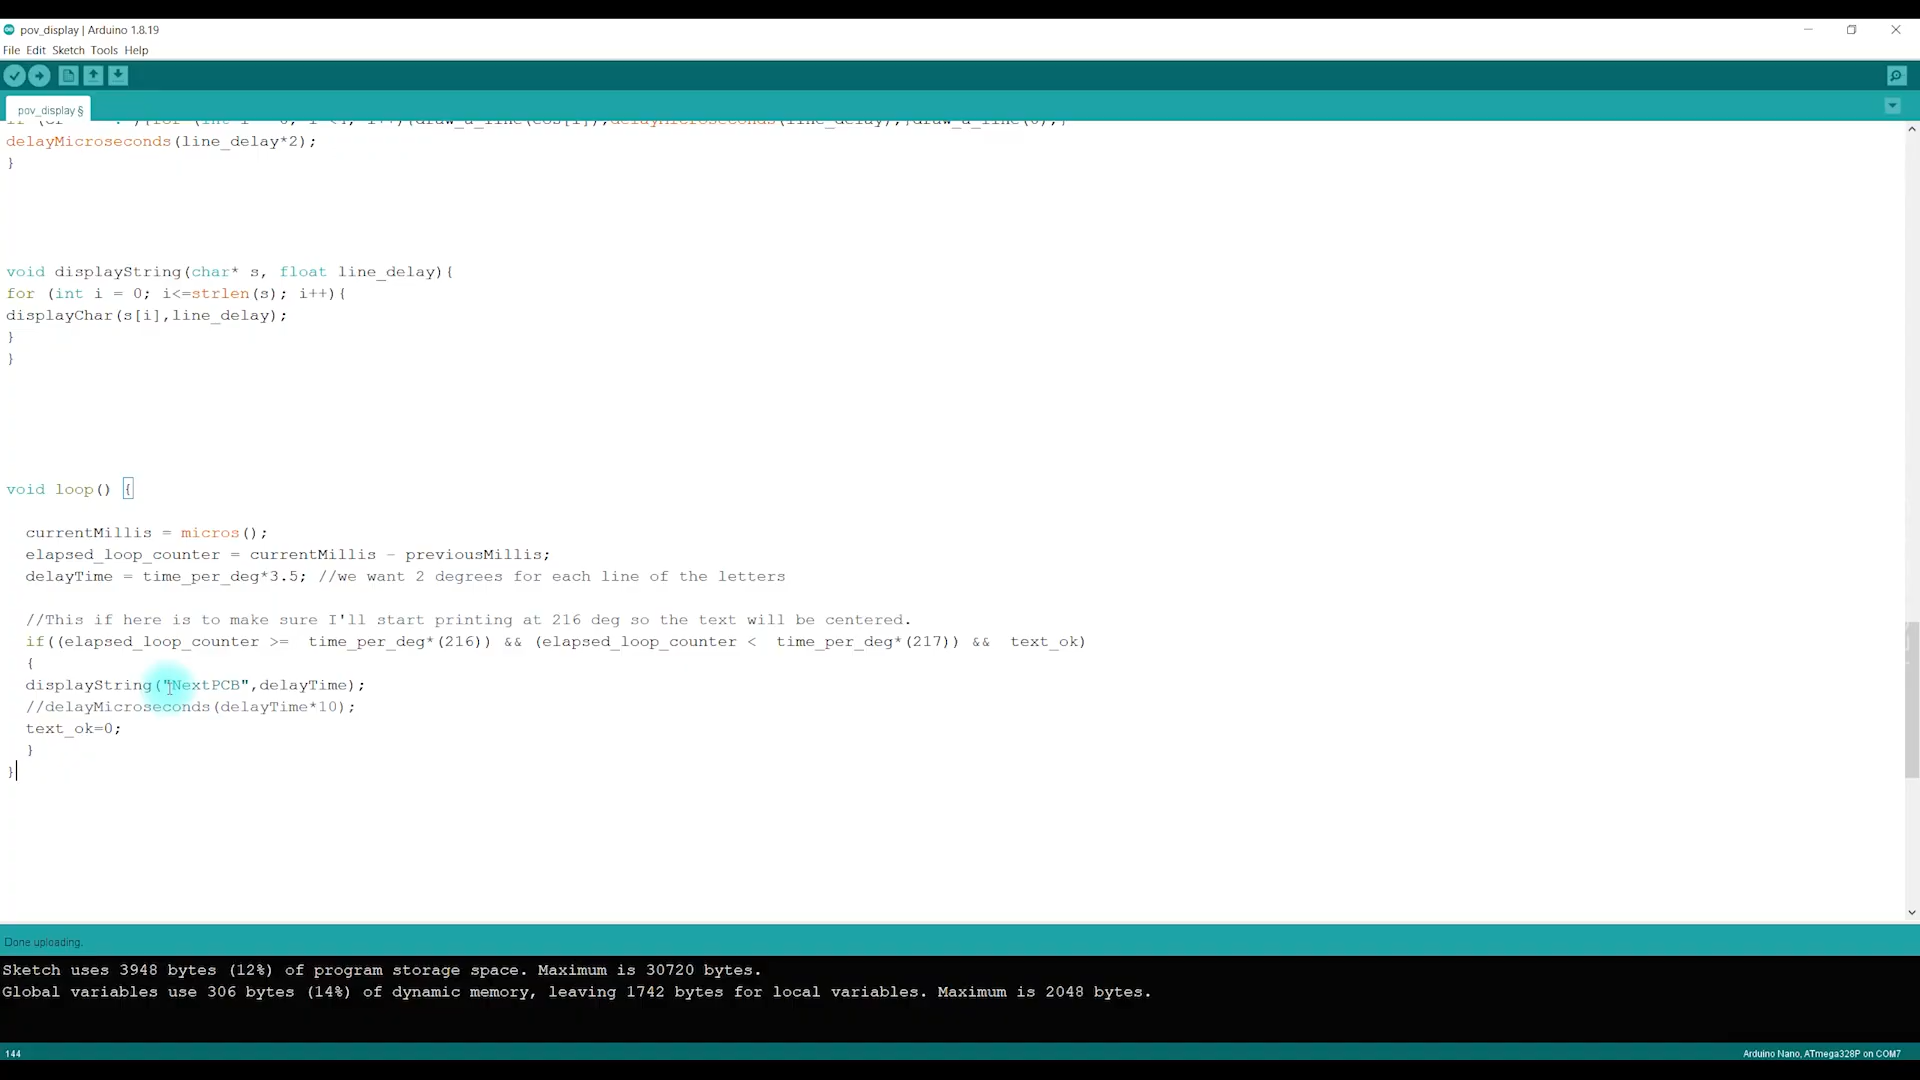 pov_display | Arduino 1.8.19
File Edit Sketch Tools Help
pov_display §
delayMicroseconds(line_delay*2);
}
void displayString(char* s, float line_delay){
for (int i = 0; i<=strlen(s); i++){
displayChar(s[i],line_delay);
}
}
void loop() {
currentMillis = micros();
elapsed_loop_counter = currentMillis - previousMillis;
delayTime = time_per_deg*3.5; //we want 2 degrees for each line of the letters
//This if here is to make sure I'll start printing at 216 deg so the text will be centered.
if((elapsed_loop_counter >=  time_per_deg*(216)) && (elapsed_loop_counter <  time_per_deg*(217)) &&  text_ok)
{
displayString("NextPCB",delayTime);
//delayMicroseconds(delayTime*10);
text_ok=0;
}
}
Done uploading.
Sketch uses 3948 bytes (12%) of program storage space. Maximum is 30720 bytes.
Global variables use 306 bytes (14%) of dynamic memory, leaving 1742 bytes for local variables. Maximum is 2048 bytes.
144
Arduino Nano, ATmega328P on COM7